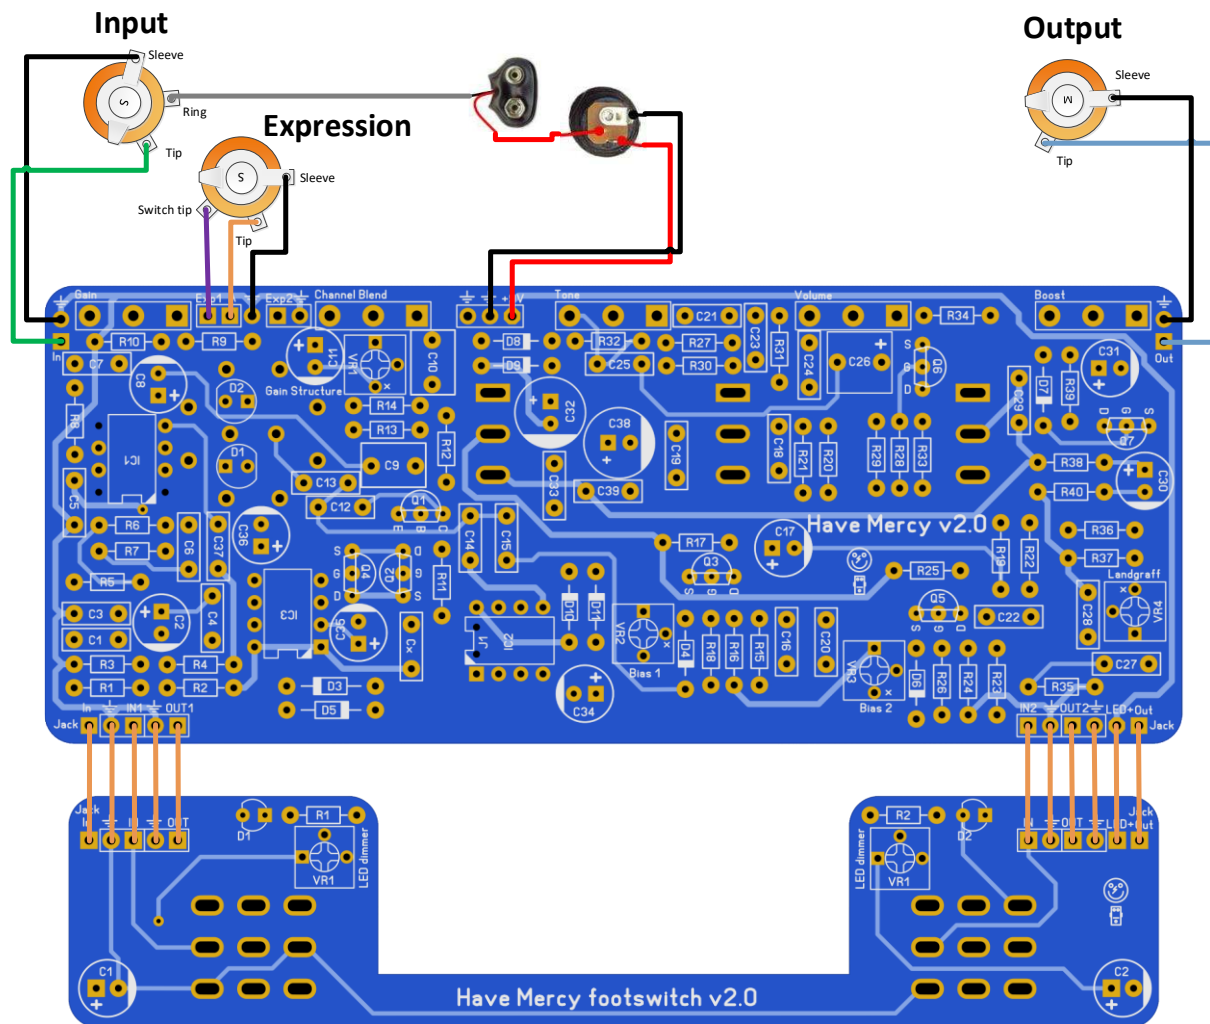 Input
Output
Sleeve
S
Ring
Tip
Expression
S
Sleeve
Switch tip
Tip
Sleeve
M
Tip
Gain
Exp1
Exp2
Channel Blend
+9V
Tone
Volume
Boost
In
R10
R9
C11
VR1
C10
D8
D9
R32
C21
R27
C23
R31
C24
C26
S
G
D
Q6
R34
Out
C7
C8
D2
Gain Structure
C25
R30
D7
R39
C31
R8
IC1
R14
R13
R12
C32
C38
C19
C18
R21
R20
R29
R28
R33
C29
D
G
S
Q7
D1
C9
C13
C33
C39
R38
C30
R40
C5
R6
R7
C6
C37
C36
C12
Q1
E
B
C
C14
C15
Have Mercy v2.0
R17
C17
R19
R22
R36
R37
R5
S
G
D
Q4
Q2
D
G
S
R11
Q3
S
G
D
R25
Landgraff
VR4
C3
C2
C4
IC3
C35
Cx
J1
IC2
D10
D11
VR2
Bias 1
D4
R18
R16
R15
C16
C20
VR3
Bias 2
Q5
S
G
D
C22
C28
C1
R3
R4
R1
R2
D3
D5
C34
D6
R26
R24
R23
C27
R35
Jack
In
IN1
OUT1
IN2
OUT2
LED+Out
Jack
Jack
In
IN
OUT
D1
R1
VR1
LED dimmer
LED dimmer
R2
VR1
D2
IN
OUT
LED+Out
Jack
C1
Have Mercy footswitch v2.0
C2